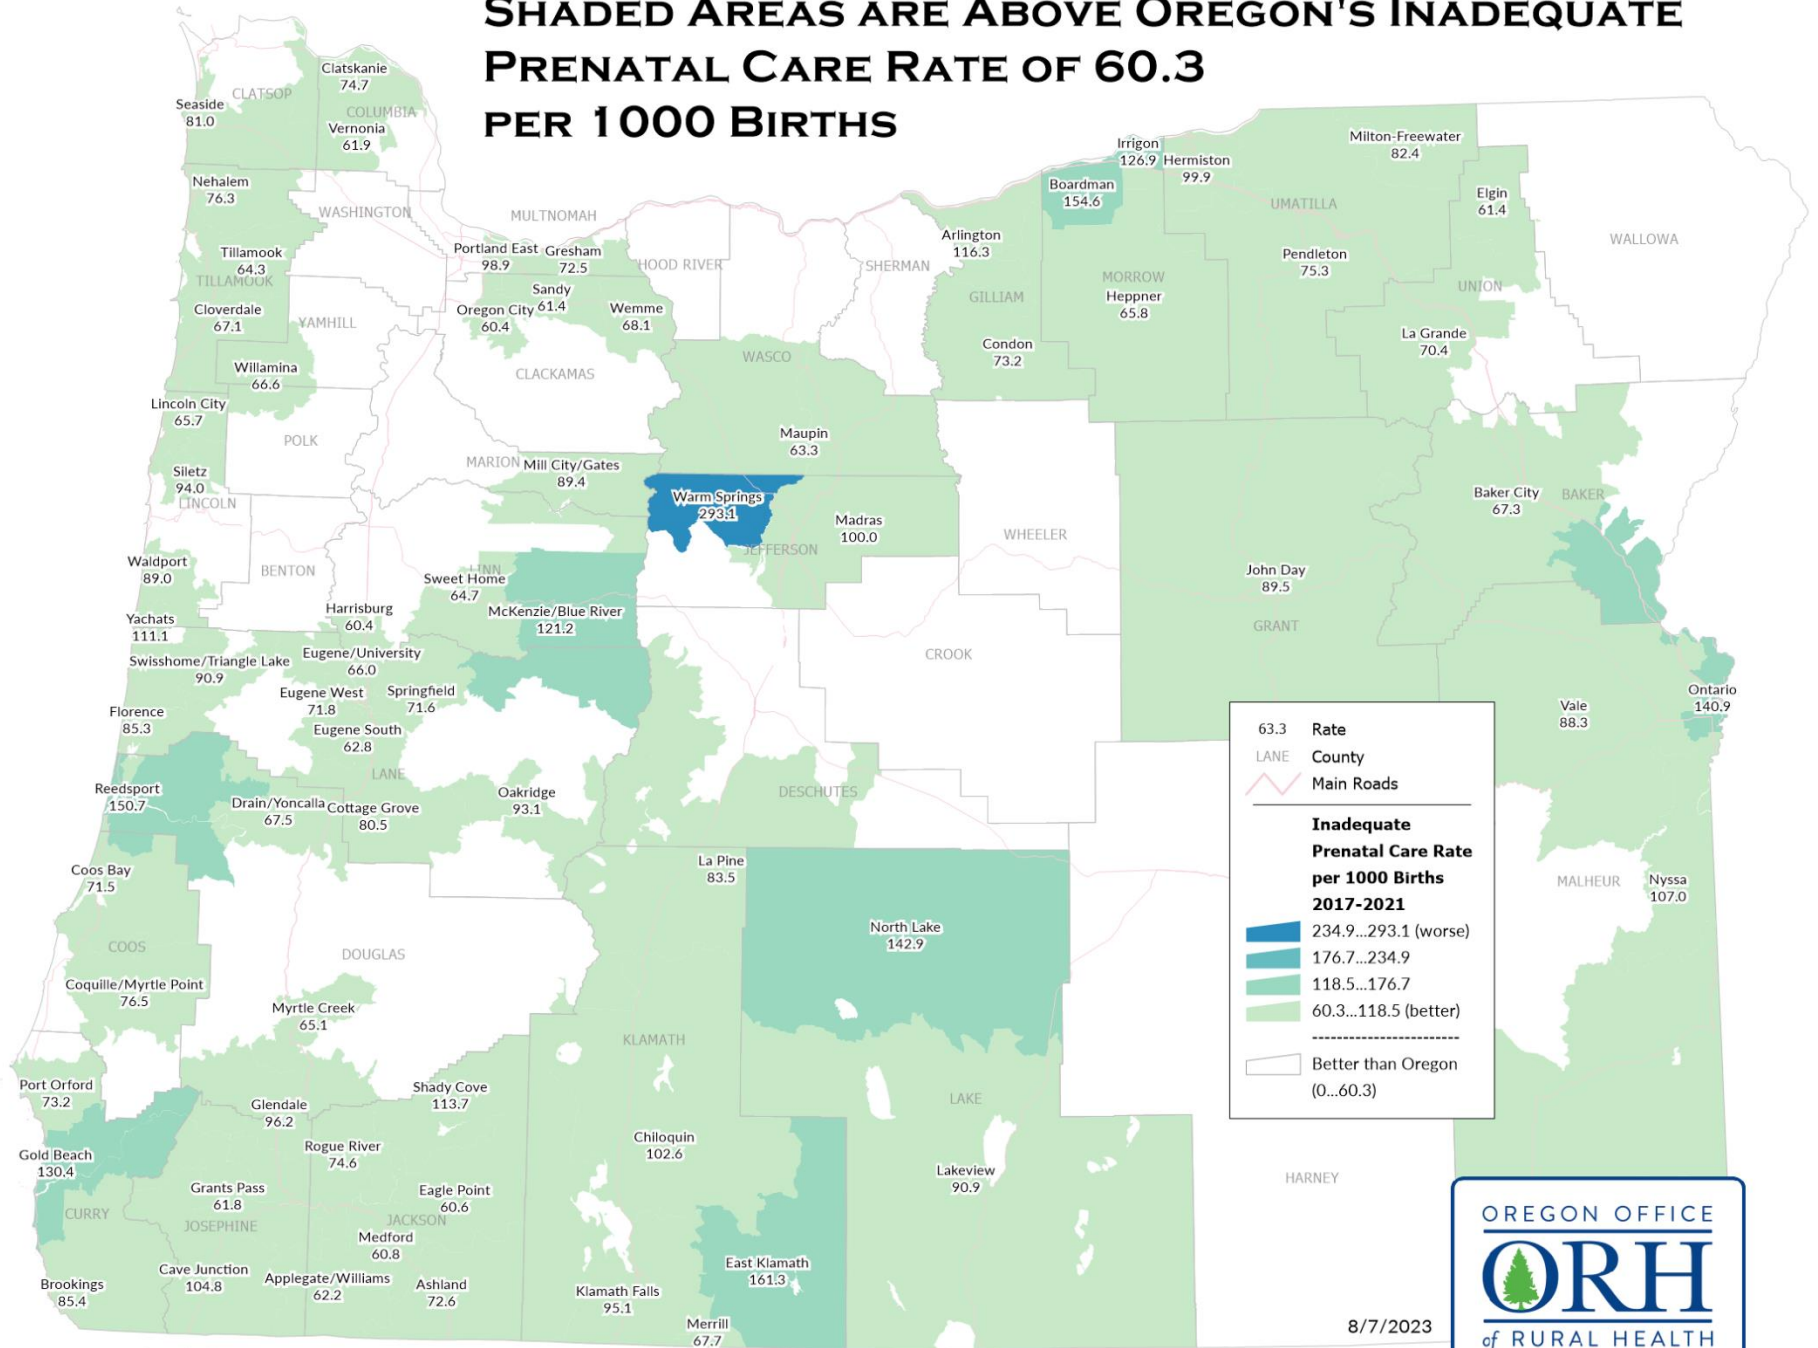 SHADED AREAS ARE ABOVE OREGON'S INADEQUATE
PRENATAL CARE RATE OF 60.3
PER 1000 BIRTHS
Clatskanie
74.7
CLATSOP
COLUMBIA
Seaside
81.0
Vernonia
61.9
Nehalem
76.3
WASHINGTON
MULTNOMAH
Tillamook
64.3
TILLAMOOK
Portland East
98.9
Gresham
72.5
HOOD RIVER
SHERMAN
Cloverdale
67.1
YAMHILL
Sandy
61.4
Oregon City
60.4
Wemme
68.1
Willamina
66.6
CLACKAMAS
WASCO
Irrigon
126.9
Hermiston
99.9
Milton-Freewater
82.4
Boardman
154.6
Elgin
61.4
UMATILLA
WALLOWA
Arlington
116.3
Pendleton
75.3
MORROW
Heppner
65.8
GILLIAM
UNION
Condon
73.2
La Grande
70.4
Lincoln City
65.7
POLK
Maupin
63.3
Siletz
94.0
LINCOLN
MARION
Mill City/Gates
89.4
Warm Springs
293.1
Madras
100.0
JEFFERSON
WHEELER
Baker City
67.3
BAKER
Waldport
89.0
BENTON
LINN
Sweet Home
64.7
John Day
89.5
GRANT
Yachats
111.1
Harrisburg
60.4
McKenzie/Blue River
121.2
Swisshome/Triangle Lake
90.9
Eugene/University
66.0
CROOK
Eugene West
71.8
Springfield
71.6
Florence
85.3
Eugene South
62.8
LANE
Ontario
140.9
Vale
88.3
Reedsport
150.7
Drain/Yoncalla
67.5
Cottage Grove
80.5
Oakridge
93.1
DESCHUTES
Coos Bay
71.5
La Pine
83.5
MALHEUR
Nyssa
107.0
COOS
DOUGLAS
North Lake
142.9
Coquille/Myrtle Point
76.5
Myrtle Creek
65.1
KLAMATH
Port Orford
73.2
Shady Cove
113.7
Glendale
96.2
LAKE
Gold Beach
130.4
Rogue River
74.6
Chiloquin
102.6
Lakeview
90.9
HARNEY
Grants Pass
61.8
Eagle Point
60.6
CURRY
JOSEPHINE
JACKSON
Medford
60.8
Cave Junction
104.8
Applegate/Williams
62.2
Ashland
72.6
Brookings
85.4
Klamath Falls
95.1
East Klamath
161.3
Merrill
67.7
63.3 Rate
LANE County
Main Roads
Inadequate
Prenatal Care Rate
per 1000 Births
2017-2021
234.9...293.1 (worse)
176.7...234.9
118.5...176.7
60.3...118.5 (better)
-------------------------
Better than Oregon
(0...60.3)
8/7/2023
OREGON OFFICE
ORH
of RURAL HEALTH